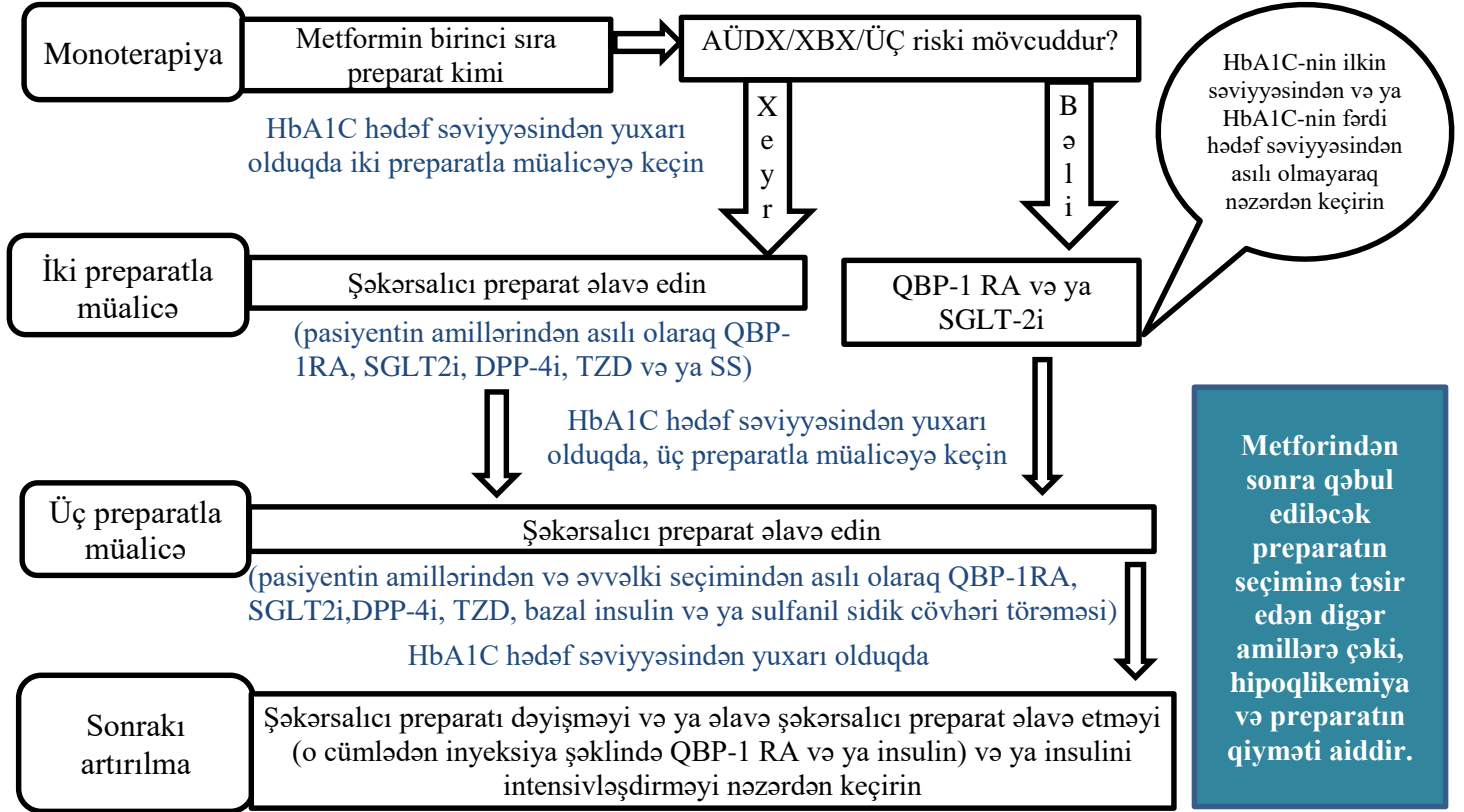 Monoterapiya
Metformin birinci sıra
preparat kimi
AÜDX/XBX/ÜÇ riski mövcuddur?
HbA1C-nin ilkin
səviyyəsindən və ya
HbA1C-nin fərdi
hədəf səviyyəsindən
asılı olmayaraq
nəzərdən keçirin
X
e
y
r
B
ə
l
i
HbA1C hədəf səviyyəsindən yuxarı
olduqda iki preparatla müalicəyə keçin
İki preparatla
müalicə
Şəkərsalıcı preparat əlavə edin
QBP-1 RA və ya
SGLT-2i
(pasiyentin amillərindən asılı olaraq QBP-
1RA, SGLT2i, DPP-4i, TZD və ya SS)
HbA1C hədəf səviyyəsindən yuxarı
olduqda, üç preparatla müalicəyə keçin
Üç preparatla
müalicə
Şəkərsalıcı preparat əlavə edin
(pasiyentin amillərindən və əvvəlki seçimindən asılı olaraq QBP-1RA,
SGLT2i,DPP-4i, TZD, bazal insulin və ya sulfanil sidik cövhəri törəməsi)
HbA1C hədəf səviyyəsindən yuxarı olduqda
Sonrakı
artırılma
Şəkərsalıcı preparatı dəyişməyi və ya əlavə şəkərsalıcı preparat əlavə etməyi
(o cümlədən inyeksiya şəklində QBP-1 RA və ya insulin) və ya insulini
intensivləşdirməyi nəzərdən keçirin
Metforindən
sonra qəbul
ediləcək
preparatın
seçiminə təsir
edən digər
amillərə çəki,
hipoqlikemiya
və preparatın
qiyməti aiddir.